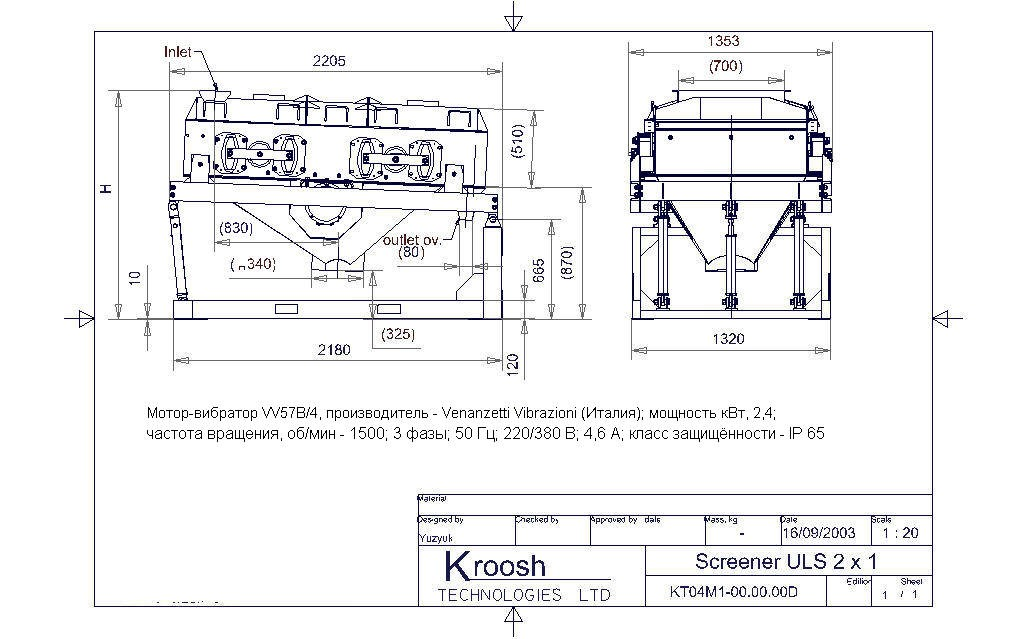 Inlet
2205
1353
(700)
(510)
H
(830)
outlet ov.
(80)
(┌┐340)
665
(870)
10
(325)
2180
120
1320
Мотор-вибратор VV57B/4, производитель - Venanzetti Vibrazioni (Италия); мощность кВт, 2,4;
частота вращения, об/мин - 1500; 3 фазы; 50 Гц; 220/380 В; 4,6 А; класс защищённости - IP 65
Material
Designed by Checked by Approved by date Mass, kg Date Scale
Yuzyuk - 16/09/2003 1 : 20
Kroosh
TECHNOLOGIES LTD
Screener ULS 2 x 1
KT04M1-00.00.00D
Edition Sheet
1 / 1